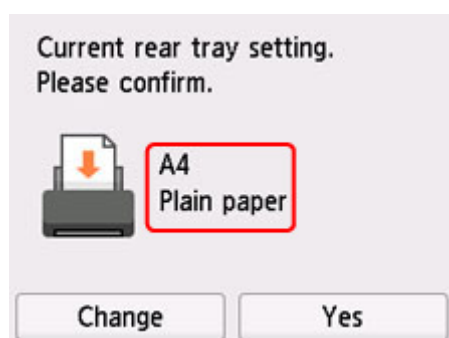 Current rear tray setting.
Please confirm.
A4
Plain paper
Change
Yes